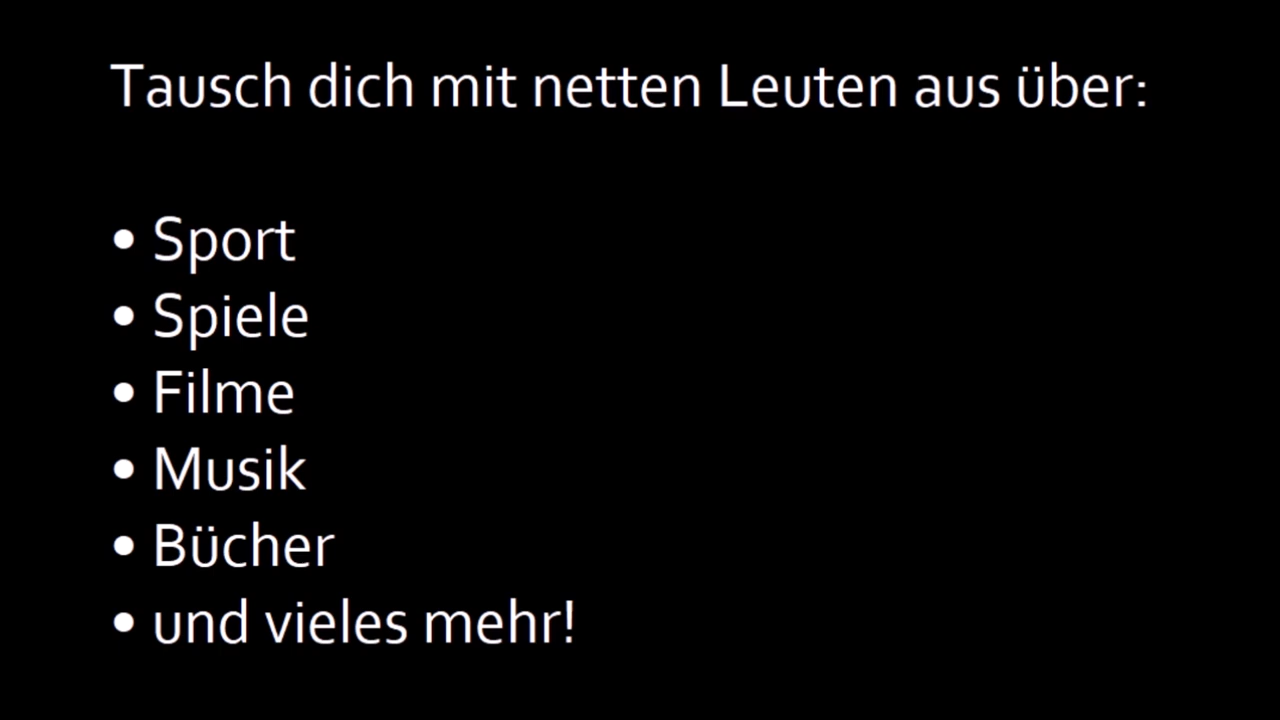 Tausch dich mit netten Leuten aus über:
• Sport
• Spiele
• Filme
• Musik
• Bücher
• und vieles mehr!